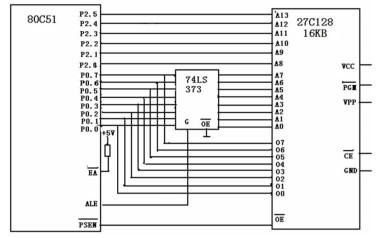 80C51
P2.5
P2.4
P2.3
P2.2
P2.1
P2.6
P0.7
P0.6
P0.5
P0.4
P0.3
P0.2
P0.1
P0.0
+5V
EA
ALE
PSEN
74LS
373
G
OE
27C128
16KB
A13
A12
A11
A10
A9
A8
A7
A6
A5
A4
A3
A2
A1
A0
O7
O6
O5
O4
O3
O2
O1
O0
OE
VCC
PGM
VPP
CE
GND